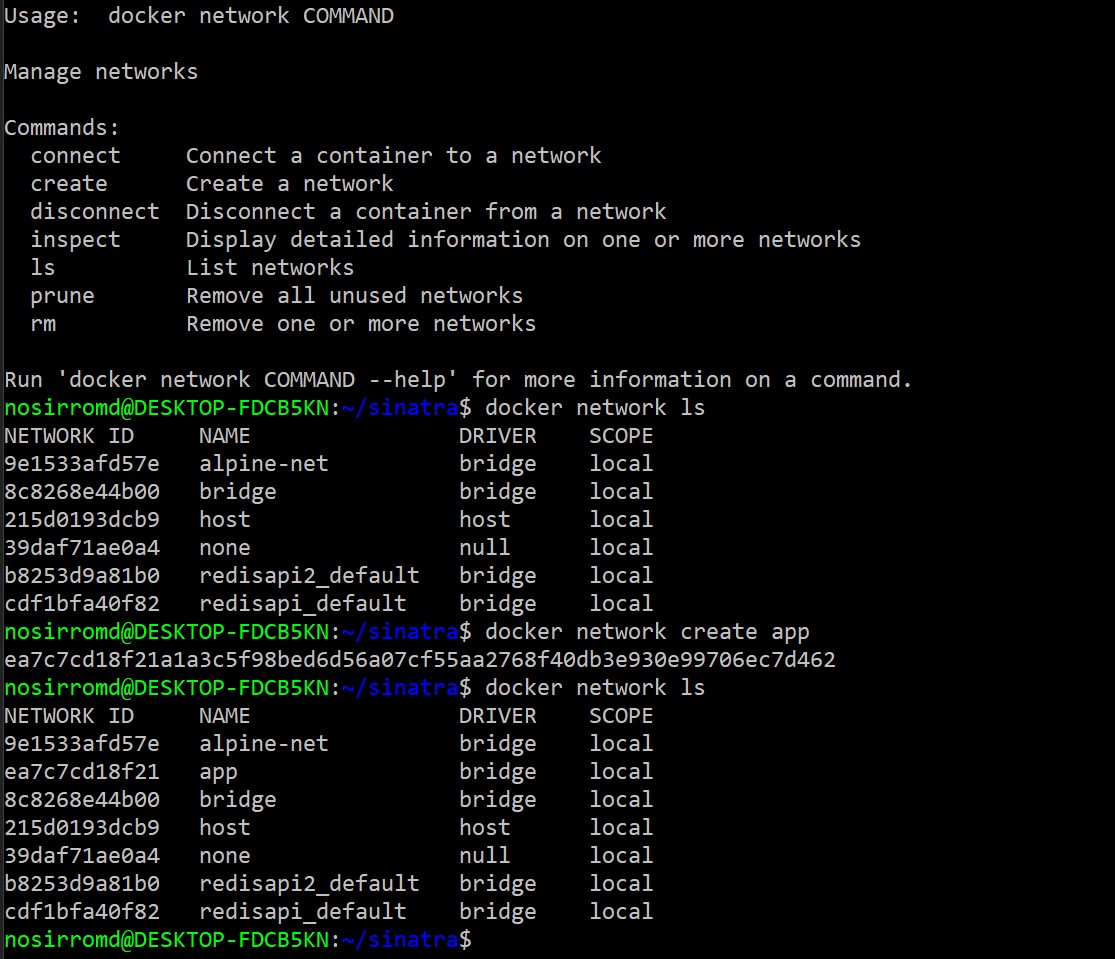 Usage:  docker network COMMAND

Manage networks

Commands:
  connect     Connect a container to a network
  create      Create a network
  disconnect  Disconnect a container from a network
  inspect     Display detailed information on one or more networks
  ls          List networks
  prune       Remove all unused networks
  rm          Remove one or more networks

Run 'docker network COMMAND --help' for more information on a command.
nosirromd@DESKTOP-FDCB5KN:~/sinatra$ docker network ls
NETWORK ID     NAME                DRIVER    SCOPE
9e1533afd57e   alpine-net          bridge    local
8c8268e44b00   bridge              bridge    local
215d0193dcb9   host                host      local
39daf71ae0a4   none                null      local
b8253d9a81b0   redisapi2_default   bridge    local
cdf1bfa40f82   redisapi_default    bridge    local
nosirromd@DESKTOP-FDCB5KN:~/sinatra$ docker network create app
ea7c7cd18f21a1a3c5f98bed6d56a07cf55aa2768f40db3e930e99706ec7d462
nosirromd@DESKTOP-FDCB5KN:~/sinatra$ docker network ls
NETWORK ID     NAME                DRIVER    SCOPE
9e1533afd57e   alpine-net          bridge    local
ea7c7cd18f21   app                 bridge    local
8c8268e44b00   bridge              bridge    local
215d0193dcb9   host                host      local
39daf71ae0a4   none                null      local
b8253d9a81b0   redisapi2_default   bridge    local
cdf1bfa40f82   redisapi_default    bridge    local
nosirromd@DESKTOP-FDCB5KN:~/sinatra$